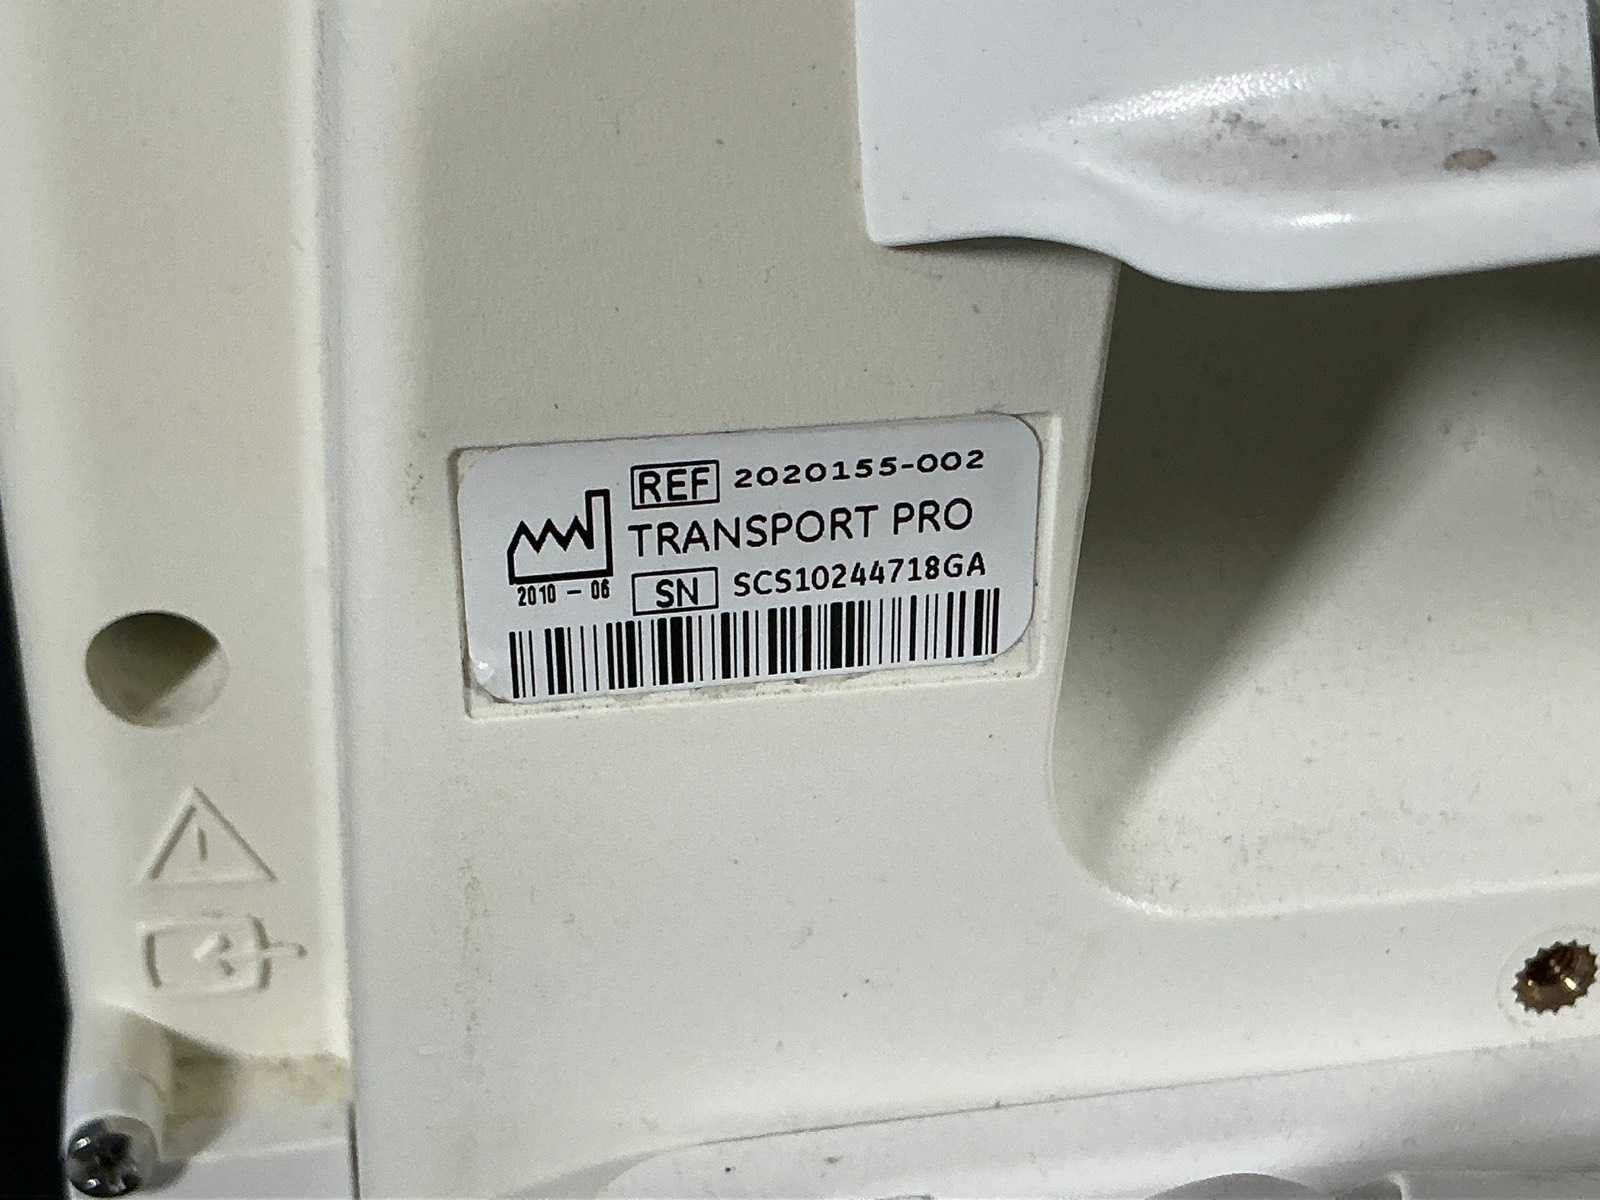 REF 2020155-002
TRANSPORT PRO
2010 - 06
SN SCS10244718GA